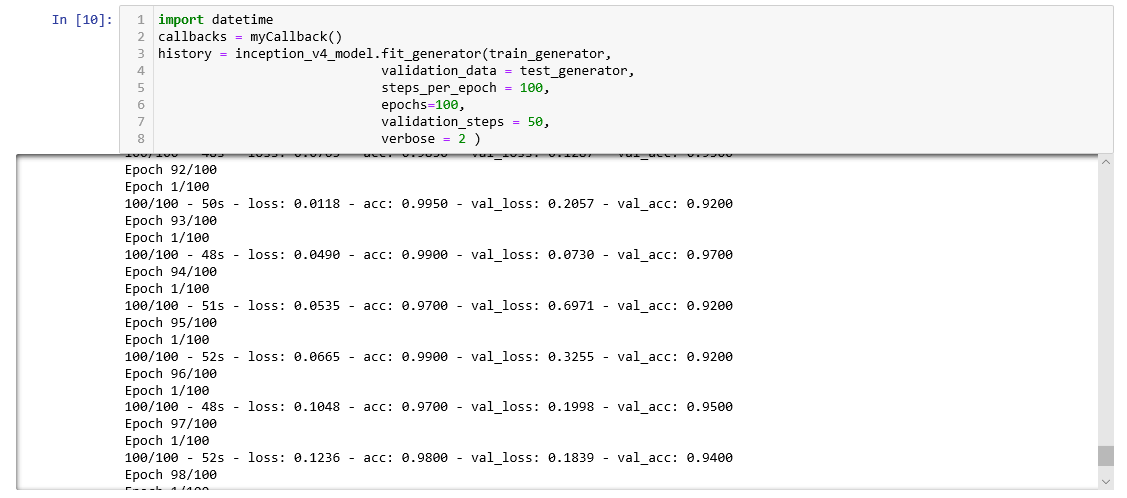 In [10]:
1 import datetime
2 callbacks = myCallback()
3 history = inception_v4_model.fit_generator(train_generator,
4 validation_data = test_generator,
5 steps_per_epoch = 100,
6 epochs=100,
7 validation_steps = 50,
8 verbose = 2 )
Epoch 92/100
Epoch 1/100
100/100 - 50s - loss: 0.0118 - acc: 0.9950 - val_loss: 0.2057 - val_acc: 0.9200
Epoch 93/100
Epoch 1/100
100/100 - 48s - loss: 0.0490 - acc: 0.9900 - val_loss: 0.0730 - val_acc: 0.9700
Epoch 94/100
Epoch 1/100
100/100 - 51s - loss: 0.0535 - acc: 0.9700 - val_loss: 0.6971 - val_acc: 0.9200
Epoch 95/100
Epoch 1/100
100/100 - 52s - loss: 0.0665 - acc: 0.9900 - val_loss: 0.3255 - val_acc: 0.9200
Epoch 96/100
Epoch 1/100
100/100 - 48s - loss: 0.1048 - acc: 0.9700 - val_loss: 0.1998 - val_acc: 0.9500
Epoch 97/100
Epoch 1/100
100/100 - 52s - loss: 0.1236 - acc: 0.9800 - val_loss: 0.1839 - val_acc: 0.9400
Epoch 98/100